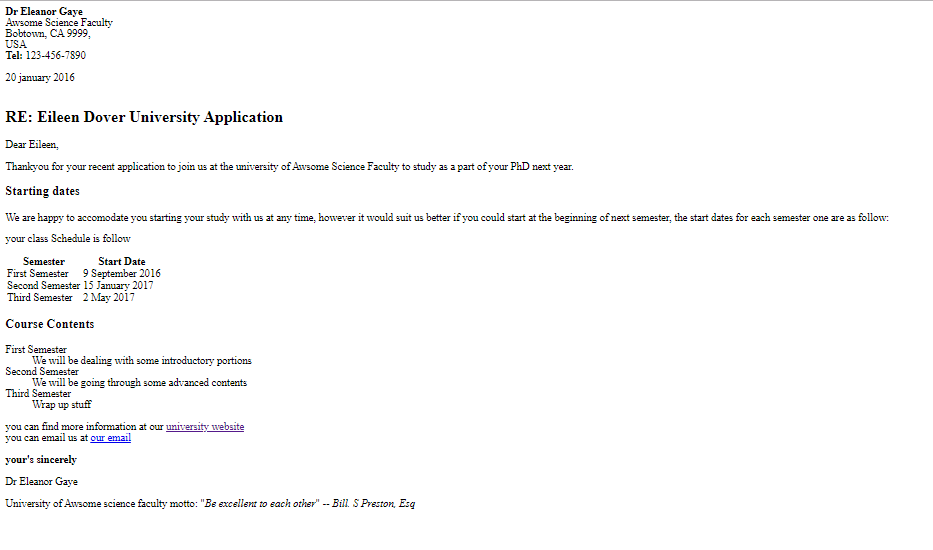 Dr Eleanor Gaye
Awsome Science Faculty
Bobtown, CA 9999,
USA
Tel: 123-456-7890
20 january 2016
RE: Eileen Dover University Application
Dear Eileen,
Thankyou for your recent application to join us at the university of Awsome Science Faculty to study as a part of your PhD next year.
Starting dates
We are happy to accomodate you starting your study with us at any time, however it would suit us better if you could start at the beginning of next semester, the start dates for each semester one are as follow:
your class Schedule is follow
Semester Start Date
First Semester 9 September 2016
Second Semester 15 January 2017
Third Semester 2 May 2017
Course Contents
First Semester
We will be dealing with some introductory portions
Second Semester
We will be going through some advanced contents
Third Semester
Wrap up stuff
you can find more information at our university website
you can email us at our email
your's sincerely
Dr Eleanor Gaye
University of Awsome science faculty motto: "Be excellent to each other" -- Bill. S Preston, Esq